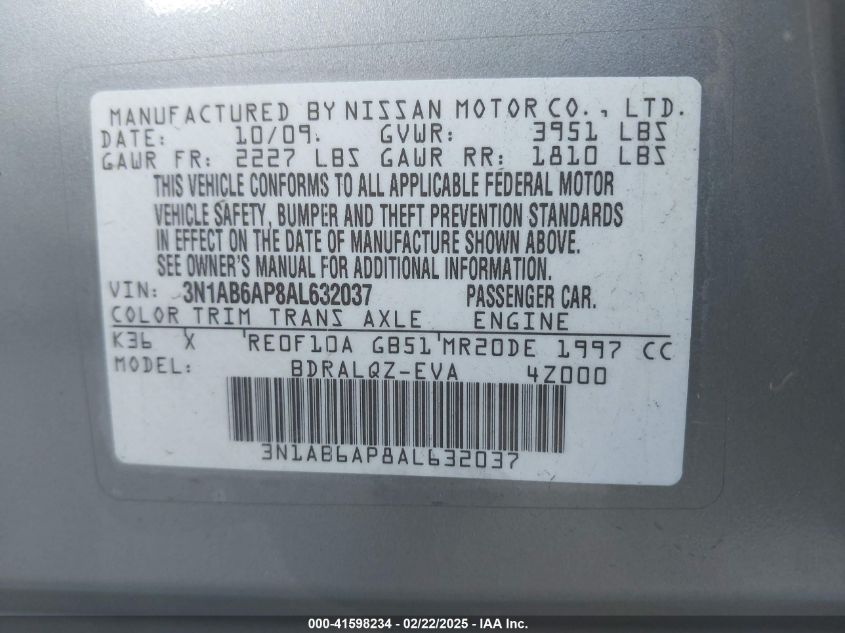 MANUFACTURED BY NISSAN MOTOR CO., LTD.
DATE: 10/09. GVWR: 3951 LBS
GAWR FR: 2227 LBS GAWR RR: 1810 LBS
THIS VEHICLE CONFORMS TO ALL APPLICABLE FEDERAL MOTOR
VEHICLE SAFETY, BUMPER AND THEFT PREVENTION STANDARDS
IN EFFECT ON THE DATE OF MANUFACTURE SHOWN ABOVE.
SEE OWNER'S MANUAL FOR ADDITIONAL INFORMATION.
VIN: 3N1AB6AP8AL632037 PASSENGER CAR.
COLOR TRIM TRANS AXLE ENGINE
K36 X RE0F10A GB51 MR20DE 1997 CC
MODEL: BDRALQZ-EVA 4Z000
3N1AB6AP8AL632037
000-41598234 - 02/22/2025 - IAA Inc.